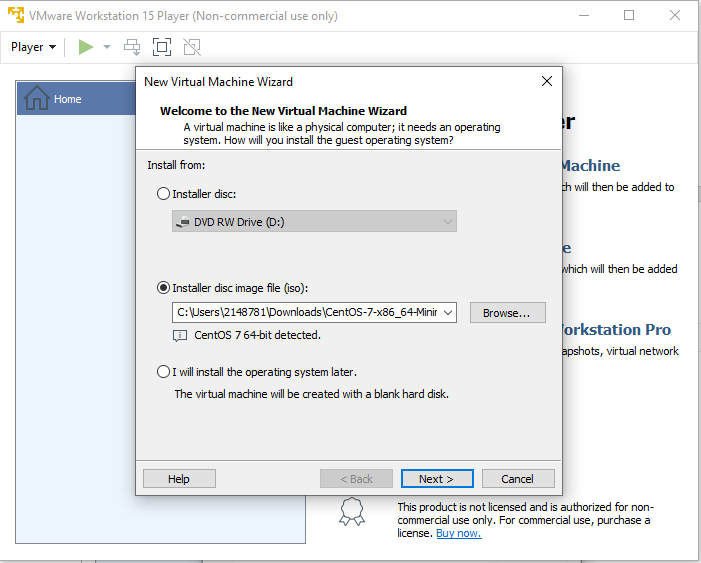 VMware Workstation 15 Player (Non-commercial use only)
Player
Home
New Virtual Machine Wizard
Welcome to the New Virtual Machine Wizard
A virtual machine is like a physical computer; it needs an operating
system. How will you install the guest operating system?
Install from:
Installer disc:
DVD RW Drive (D:)
Installer disc image file (iso):
C:\Users\2148781\Downloads\CentOS-7-x86_64-Minir
Browse...
CentOS 7 64-bit detected.
I will install the operating system later.
The virtual machine will be created with a blank hard disk.
Help
< Back
Next >
Cancel
er
Machine
ch will then be added to
e
which will then be added
orkstation Pro
apshots, virtual network
This product is not licensed and is authorized for non-
commercial use only. For commercial use, purchase a
license. Buy now.